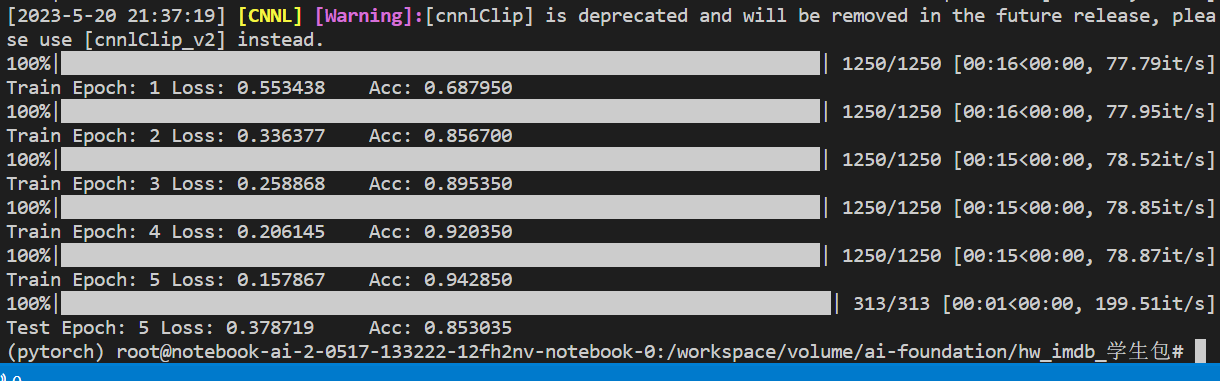 [2023-5-20 21:37:19] [CNNL] [Warning]:[cnnlClip] is deprecated and will be removed in the future release, plea
se use [cnnlClip_v2] instead.
100%| | 1250/1250 [00:16<00:00, 77.79it/s]
Train Epoch: 1 Loss: 0.553438 Acc: 0.687950
100%| | 1250/1250 [00:16<00:00, 77.95it/s]
Train Epoch: 2 Loss: 0.336377 Acc: 0.856700
100%| | 1250/1250 [00:15<00:00, 78.52it/s]
Train Epoch: 3 Loss: 0.258868 Acc: 0.895350
100%| | 1250/1250 [00:15<00:00, 78.85it/s]
Train Epoch: 4 Loss: 0.206145 Acc: 0.920350
100%| | 1250/1250 [00:15<00:00, 78.87it/s]
Train Epoch: 5 Loss: 0.157867 Acc: 0.942850
100%| | 313/313 [00:01<00:00, 199.51it/s]
Test Epoch: 5 Loss: 0.378719 Acc: 0.853035
(pytorch) root@notebook-ai-2-0517-133222-12fh2nv-notebook-0:/workspace/volume/ai-foundation/hw_imdb_学生包#